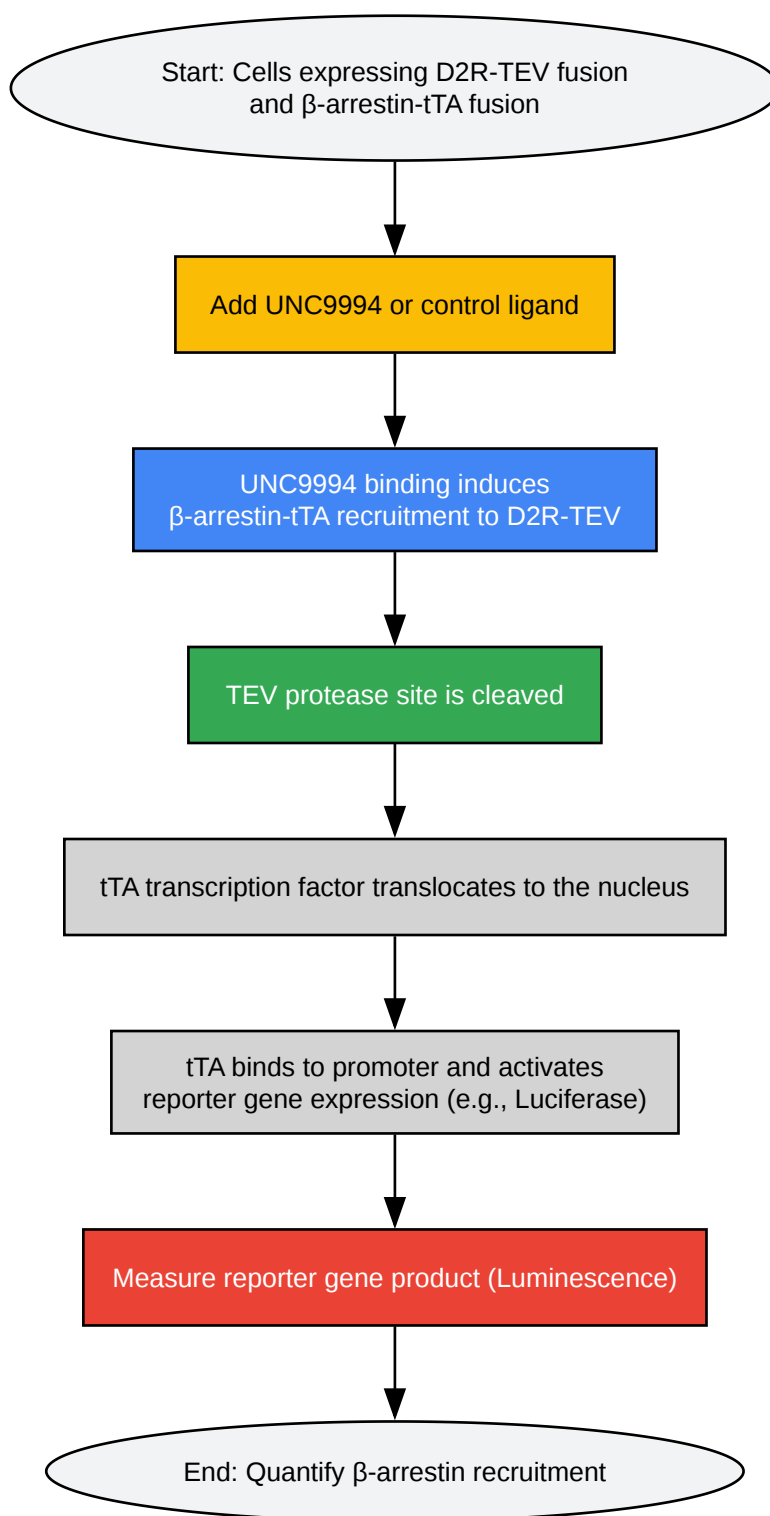 Start: Cells expressing D2R-TEV fusion
and β-arrestin-tTA fusion
Add UNC9994 or control ligand
UNC9994 binding induces
β-arrestin-tTA recruitment to D2R-TEV
TEV protease site is cleaved
tTA transcription factor translocates to the nucleus
tTA binds to promoter and activates
reporter gene expression (e.g., Luciferase)
Measure reporter gene product (Luminescence)
End: Quantify β-arrestin recruitment